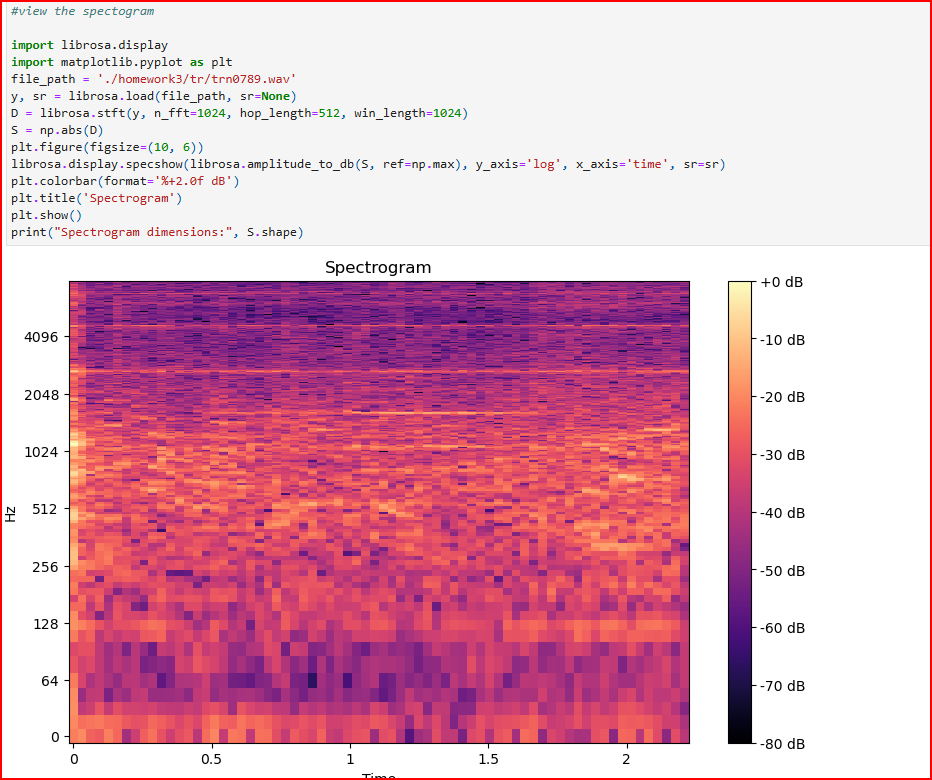 #view the spectogram
import librosa.display
import matplotlib.pyplot as plt
file_path = './homework3/tr/trn0789.wav'
y, sr = librosa.load(file_path, sr=None)
D = librosa.stft(y, n_fft=1024, hop_length=512, win_length=1024)
S = np.abs(D)
plt.figure(figsize=(10, 6))
librosa.display.specshow(librosa.amplitude_to_db(S, ref=np.max), y_axis='log', x_axis='time', sr=sr)
plt.colorbar(format='%+2.0f dB')
plt.title('Spectrogram')
plt.show()
print("Spectrogram dimensions:", S.shape)
Spectrogram
4096
2048
1024
512
256
128
64
0
Hz
0
0.5
1
1.5
2
Time
+0 dB
-10 dB
-20 dB
-30 dB
-40 dB
-50 dB
-60 dB
-70 dB
-80 dB